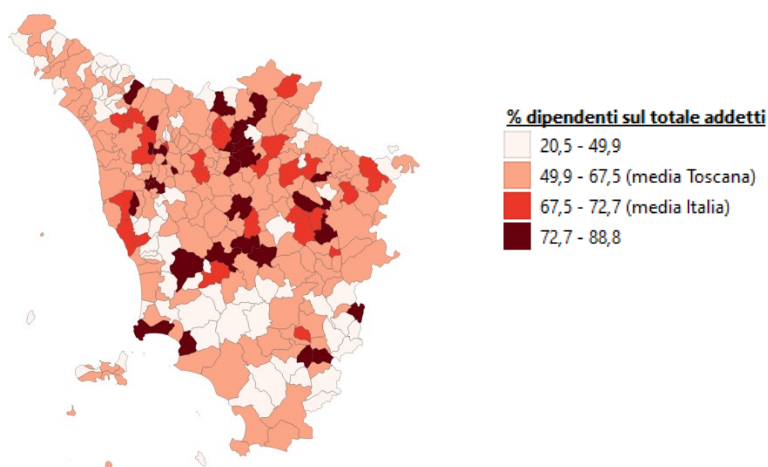 % dipendenti sul totale addetti
20,5 - 49,9
49,9 - 67,5 (media Toscana)
67,5 - 72,7 (media Italia)
72,7 - 88,8